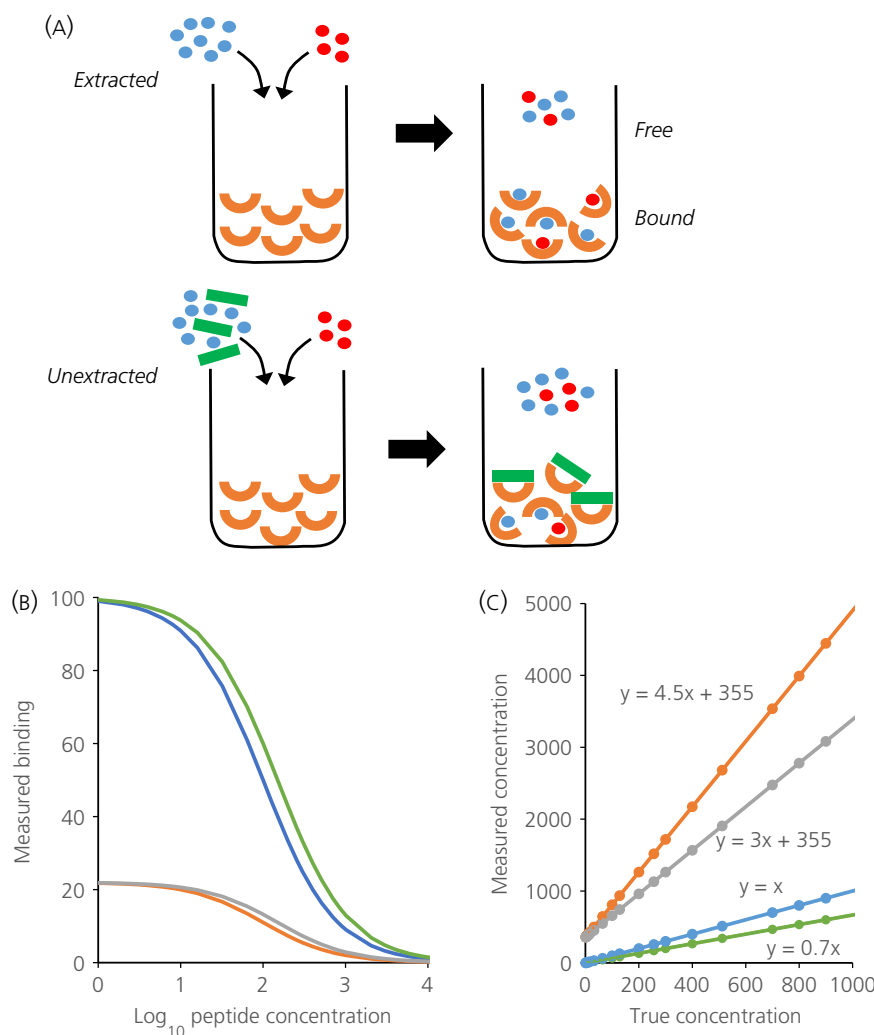 (A)
Extracted
Free
Bound
Unextracted
(B)
100
80
60
40
20
0
Measured binding
0
1
2
3
4
Log10 peptide concentration
(C)
5000
4000
3000
2000
1000
0
Measured concentration
y = 4.5x + 355
y = 3x + 355
y = x
y = 0.7x
0
200
400
600
800
1000
True concentration